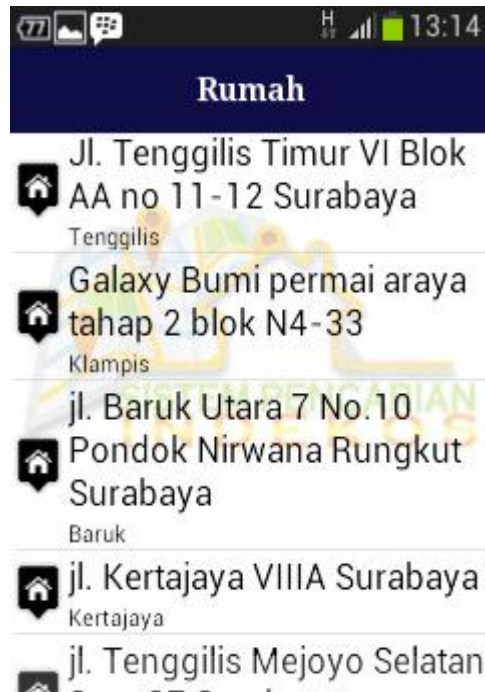 77
H
13:14
Rumah
Jl. Tenggilis Timur VI Blok
AA no 11-12 Surabaya
Tenggilis
Galaxy Bumi permai araya
tahap 2 blok N4-33
Klampis
SISTEM PENCARIAN
INDEKOS
jl. Baruk Utara 7 No.10
Pondok Nirwana Rungkut
Surabaya
Baruk
jl. Kertajaya VIIIA Surabaya
Kertajaya
jl. Tenggilis Mejoyo Selatan